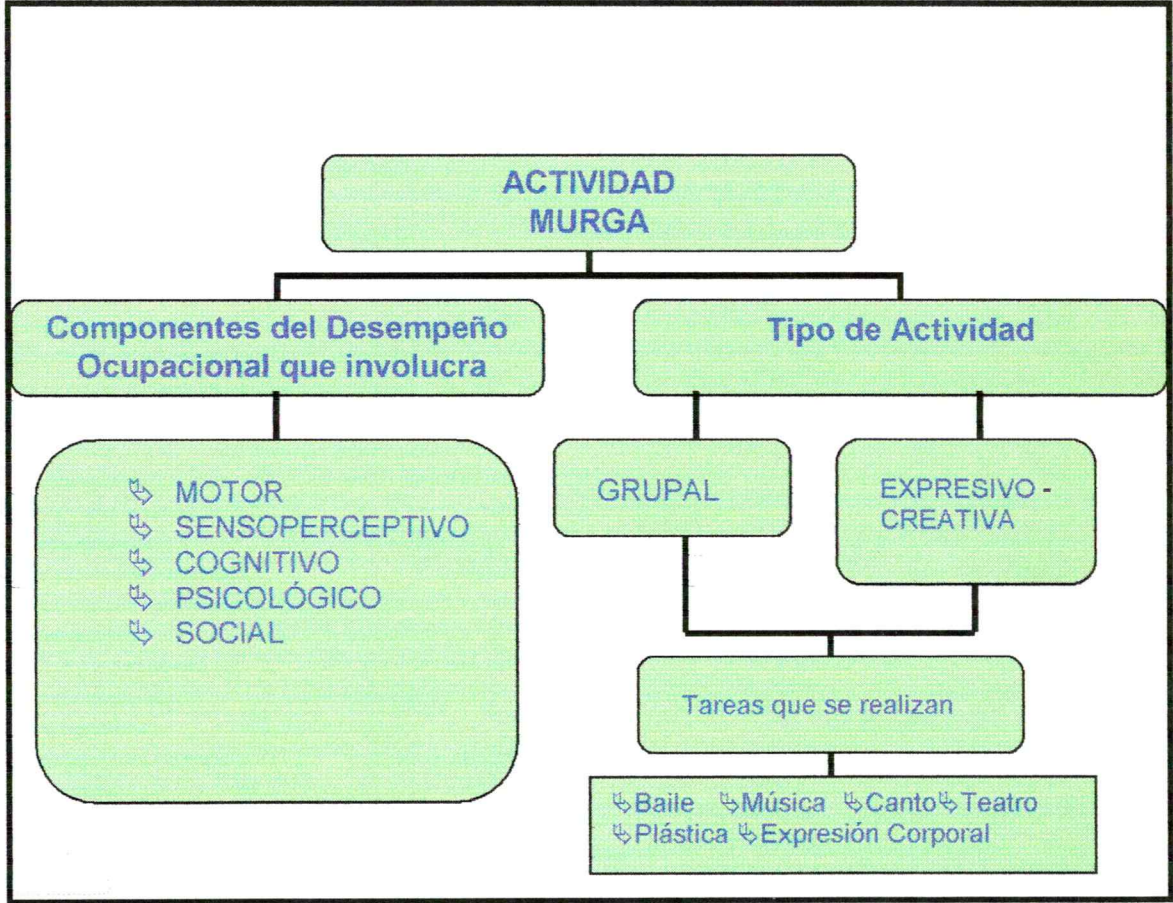 ACTIVIDAD
MURGA
Componentes del Desempeño
Ocupacional que involucra
Tipo de Actividad
MOTOR
SENSOPERCEPTIVO
COGNITIVO
PSICOLÓGICO
SOCIAL
GRUPAL
EXPRESIVO -
CREATIVA
Tareas que se realizan
Baile Música Canto Teatro
Plástica Expresión Corporal